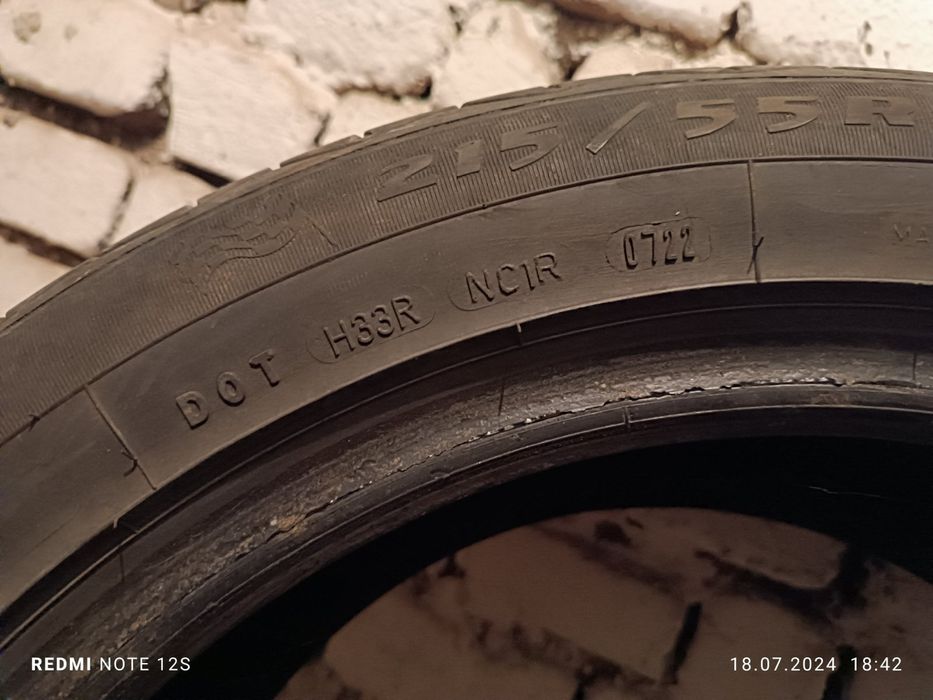 215/55R
DOT H33R NC1R 0722
REDMI NOTE 12S
18.07.2024 18:42